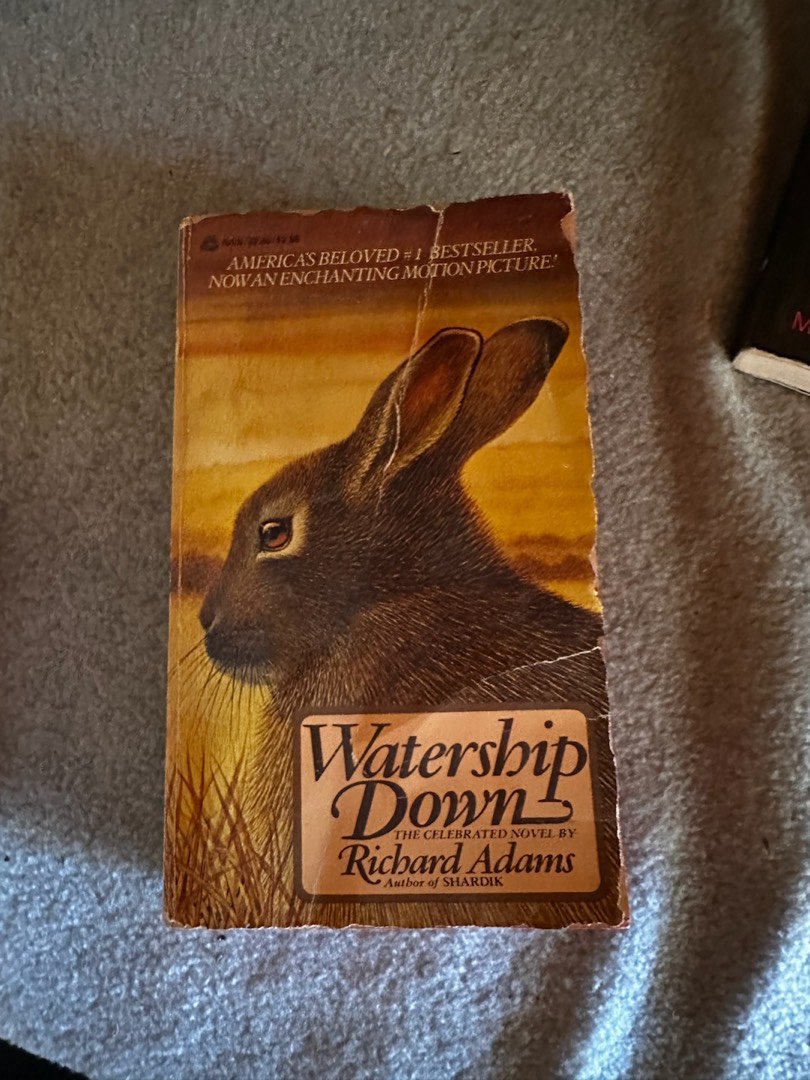 AMERICA'S BELOVED #1 BESTSELLER,
NOW AN ENCHANTING MOTION PICTURE!
Watership
Down
THE CELEBRATED NOVEL BY
Richard Adams
Author of SHARDIK
M